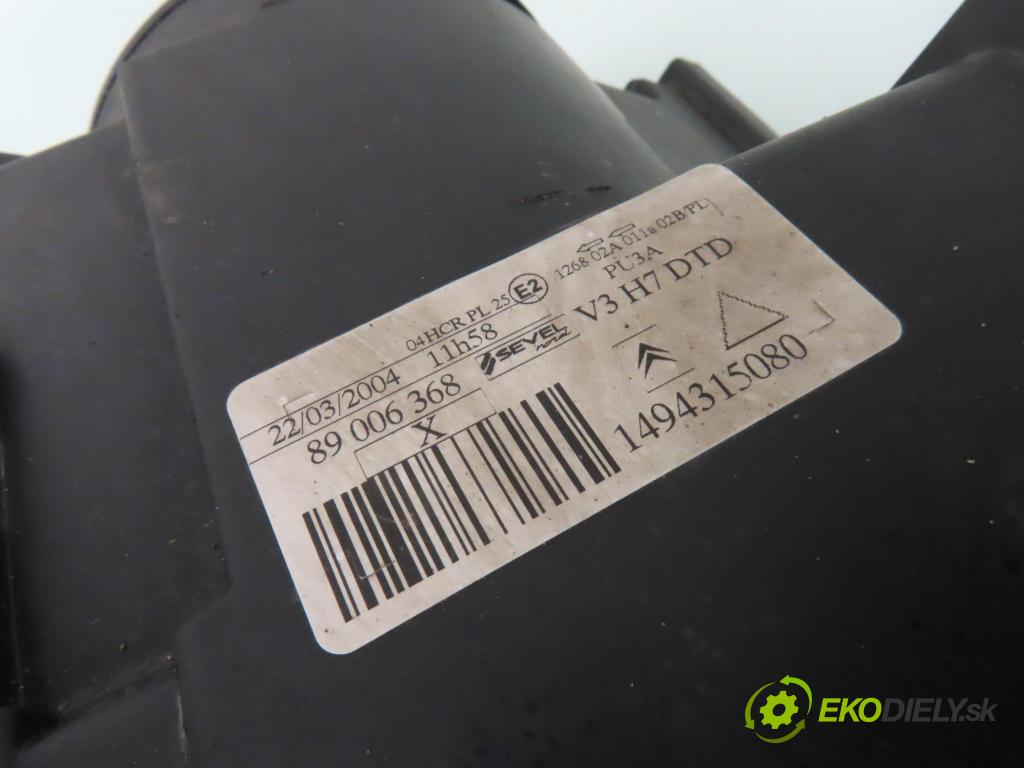 04HCR PL 25 E2 1268 02A 011a 02B/PL
22/03/2004 11h58 PU3A
89 006 368 SEVEL V3 H7 DTD
X
1494315080
EKODIELY.sk